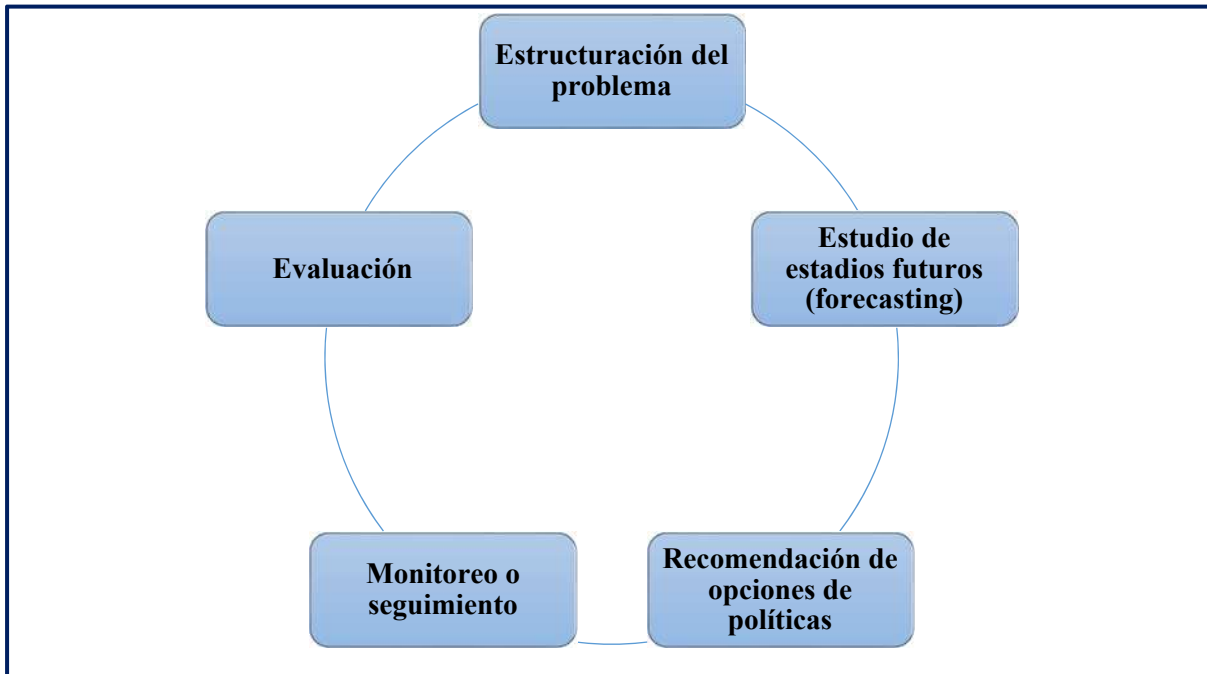 Estructuración del
problema
Estudio de
estadios futuros
(forecasting)
Recomendación de
opciones de
políticas
Monitoreo o
seguimiento
Evaluación